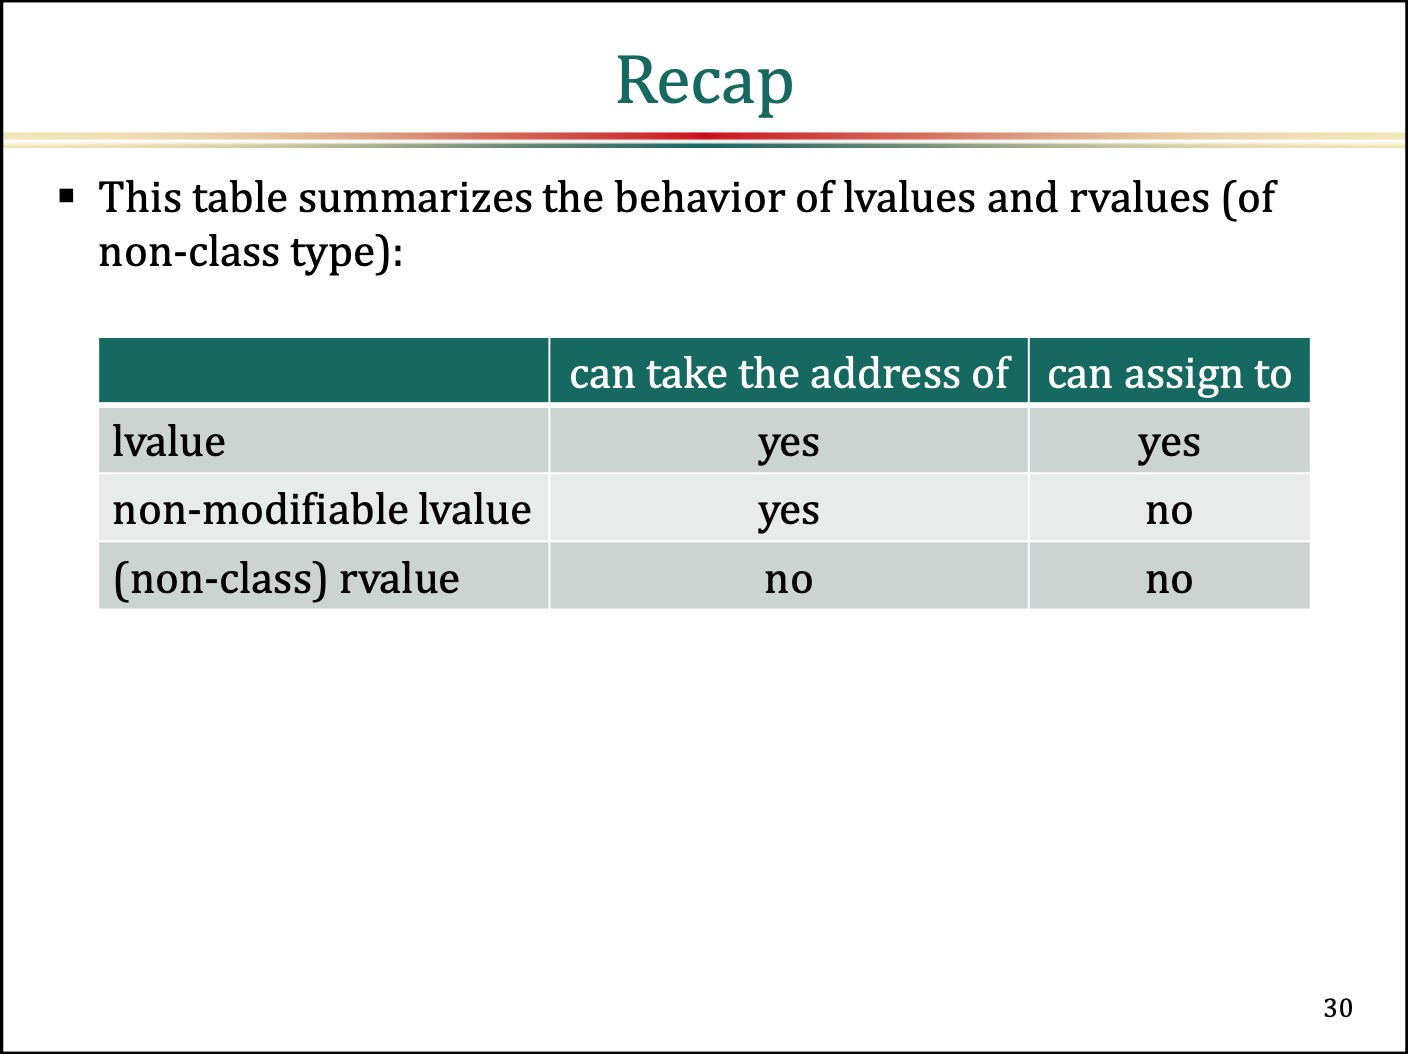 Recap
▪ This table summarizes the behavior of lvalues and rvalues (of
non-class type):
can take the address of can assign to
lvalue yes yes
non-modifiable lvalue yes no
(non-class) rvalue no no
30